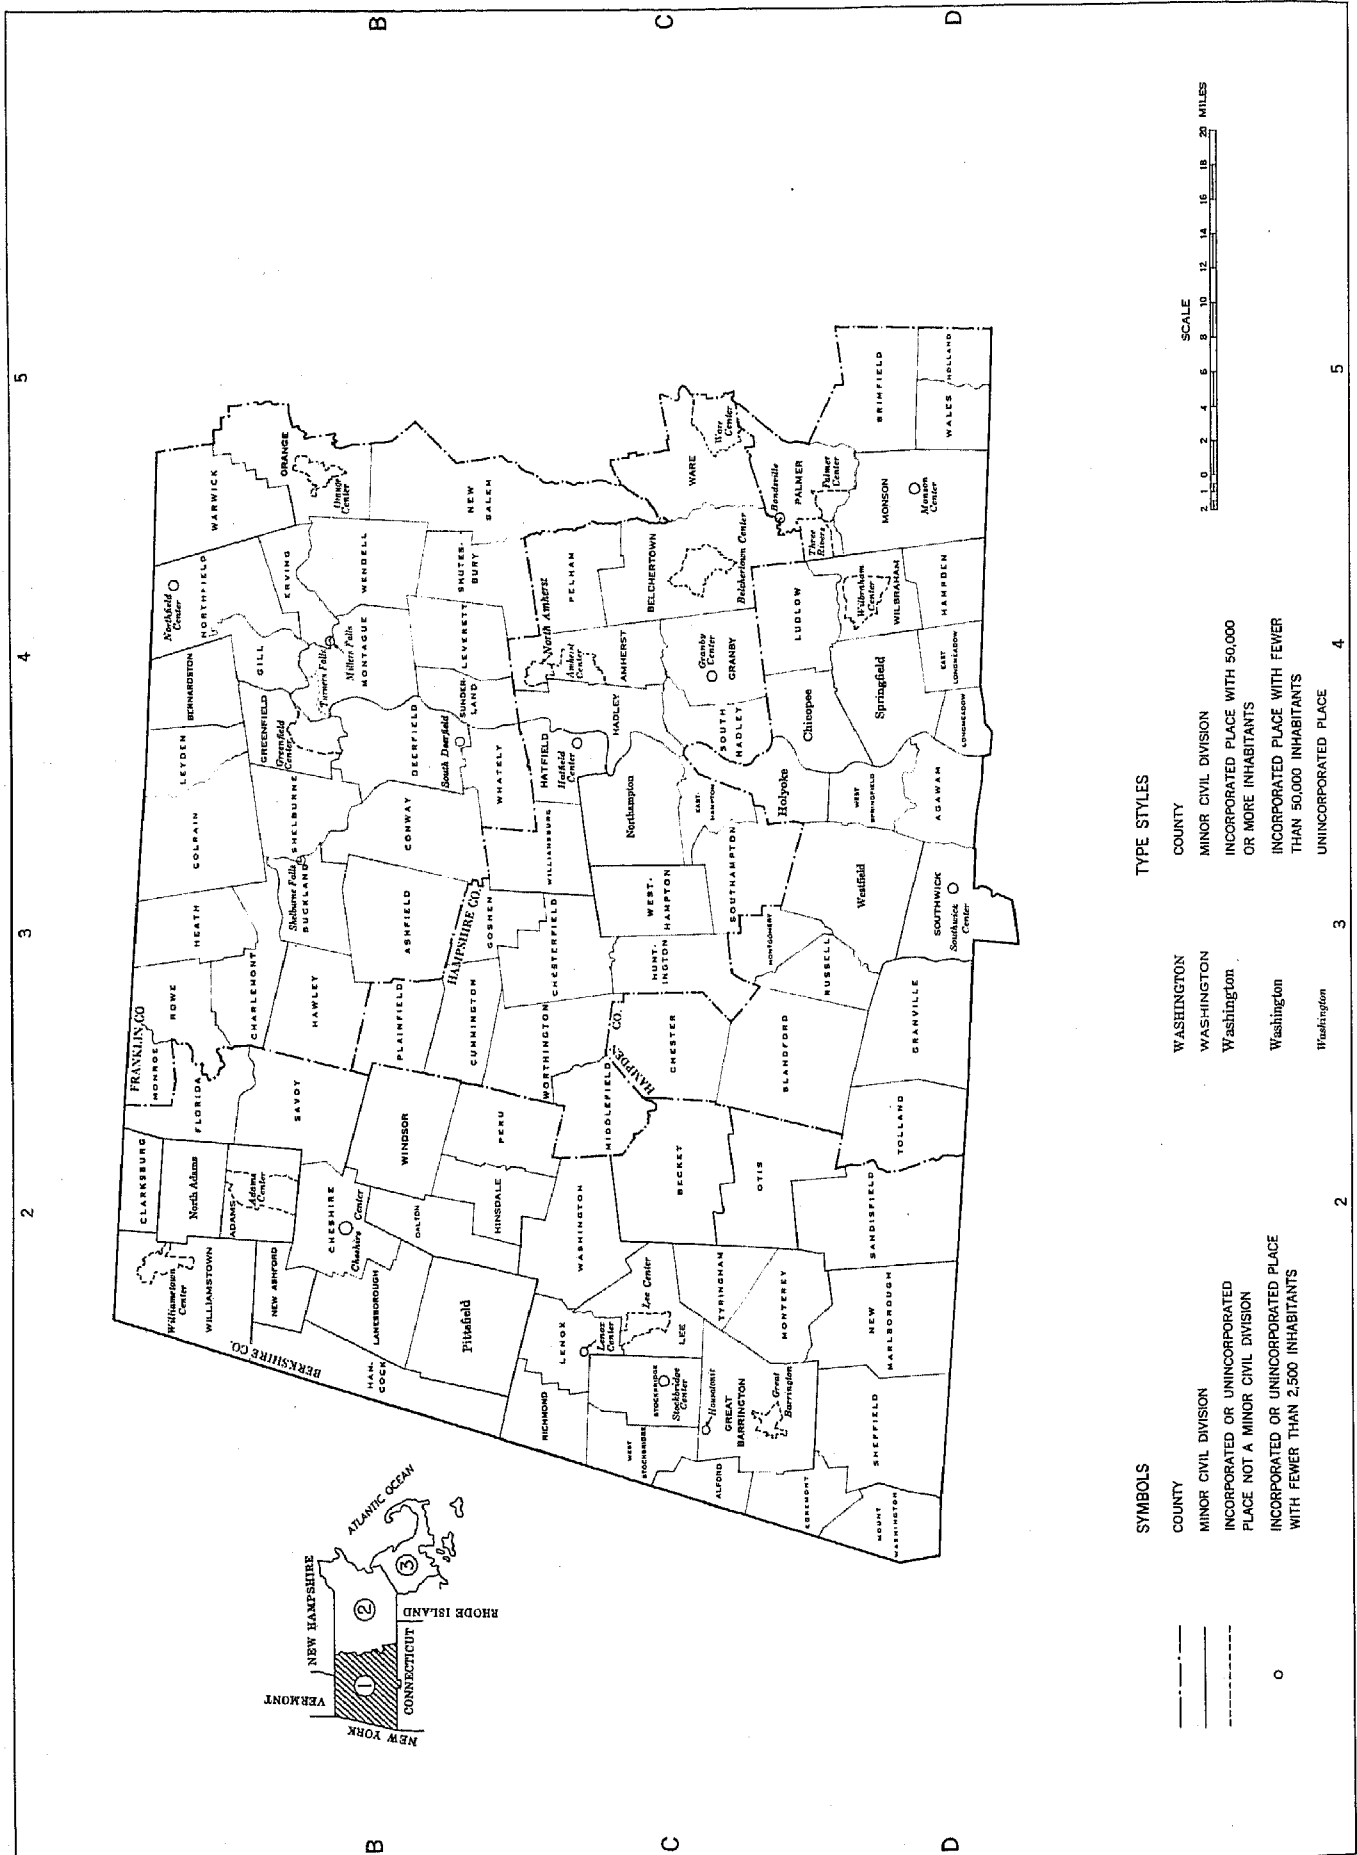 2
3
4
5
B
C
D
B
C
D
2
3
4
5
NEW HAMPSHIRE
VERMONT
NEW YORK
CONNECTICUT
RHODE ISLAND
ATLANTIC OCEAN
1
2
3
BERKSHIRE CO.
FRANKLIN CO
HAMPSHIRE CO.
HAMPDEN CO.
Williamstown
Center
WILLIAMSTOWN
CLARKSBURG
North Adams
ADAMS
Adams
Center
NEW ASHFORD
CHESHIRE
Cheshire Center
HAN-
COCK
LANESBOROUGH
DALTON
WINDSOR
Pittsfield
HINSDALE
PERU
RICHMOND
LENOX
Lenox
Center
WASHINGTON
WEST
STOCKBRIDGE
STOCKBRIDGE
Stockbridge
Center
LEE
Lee Center
BECKET
Housatonic
GREAT
BARRINGTON
Great
Barrington
ALFORD
EGREMONT
TYRINGHAM
MONTEREY
OTIS
MOUNT
WASHINGTON
SHEFFIELD
NEW
MARLBOROUGH
SANDISFIELD
FLORIDA
SAVOY
MONROE
ROWE
HEATH
COLRAIN
LEYDEN
BERNARDSTON
Northfield
Center
NORTHFIELD
WARWICK
CHARLEMONT
HAWLEY
Shelburne Falls
BUCKLAND
SHELBURNE
GREENFIELD
Greenfield
Center
GILL
ERVING
ORANGE
Orange
Center
Turners Falls
Millers Falls
MONTAGUE
WENDELL
ASHFIELD
CONWAY
DEERFIELD
South Deerfield
WHATELY
SUNDER-
LAND
LEVERETT
SHUTES-
BURY
NEW
SALEM
PLAINFIELD
CUMMINGTON
GOSHEN
WORTHINGTON
CHESTERFIELD
WILLIAMSBURG
HATFIELD
Hatfield
Center
HADLEY
North Amherst
Amherst
Center
AMHERST
PELHAM
MIDDLEFIELD
HUNT-
INGTON
WEST-
HAMPTON
Northampton
EAST-
HAMPTON
SOUTHAMPTON
SOUTH
HADLEY
Granby
Center
GRANBY
BELCHERTOWN
Belchertown Center
WARE
Ware
Center
CHESTER
BLANDFORD
MONTGOMERY
RUSSELL
Westfield
Holyoke
WEST
SPRINGFIELD
Chicopee
LUDLOW
Springfield
Wilbraham
Center
WILBRAHAM
Bondsville
PALMER
Three
Rivers
Palmer
Center
BRIMFIELD
TOLLAND
GRANVILLE
SOUTHWICK
Southwick
Center
AGAWAM
LONGMEADOW
EAST
LONGMEADOW
HAMPDEN
MONSON
Monson
Center
WALES
HOLLAND
SYMBOLS
COUNTY
MINOR CIVIL DIVISION
INCORPORATED OR UNINCORPORATED
PLACE NOT A MINOR CIVIL DIVISION
INCORPORATED OR UNINCORPORATED PLACE
WITH FEWER THAN 2,500 INHABITANTS
TYPE STYLES
WASHINGTON COUNTY
WASHINGTON MINOR CIVIL DIVISION
Washington INCORPORATED PLACE WITH 50,000
OR MORE INHABITANTS
Washington INCORPORATED PLACE WITH FEWER
THAN 50,000 INHABITANTS
Washington UNINCORPORATED PLACE
SCALE
2 1 0 2 4 6 8 10 12 14 16 18 20 MILES